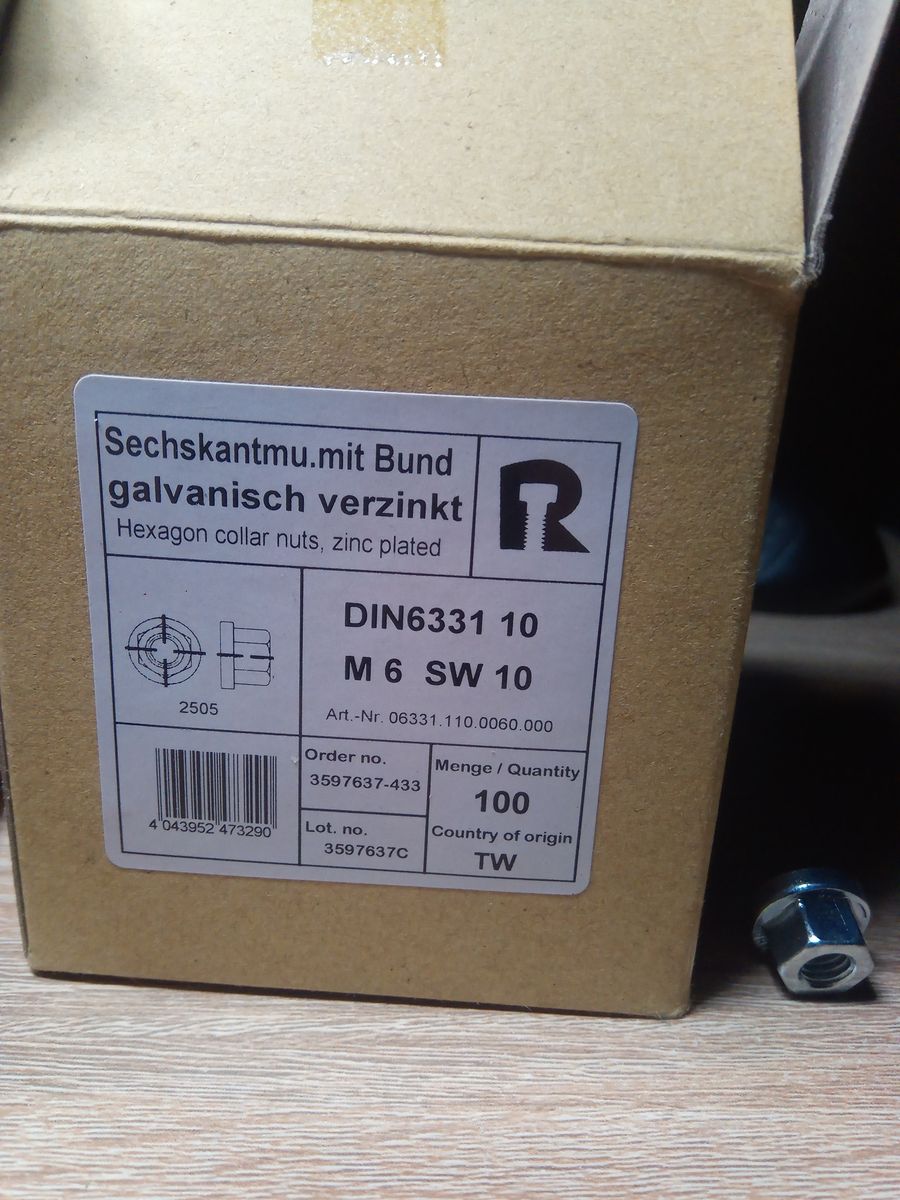 Sechskantmu.mit Bund
galvanisch verzinkt
Hexagon collar nuts, zinc plated
R
2505
DIN6331 10
M 6 SW 10
Art.-Nr. 06331.110.0060.000
4 043952 473290
Order no.
3597637-433
Lot. no.
3597637C
Menge / Quantity
100
Country of origin
TW